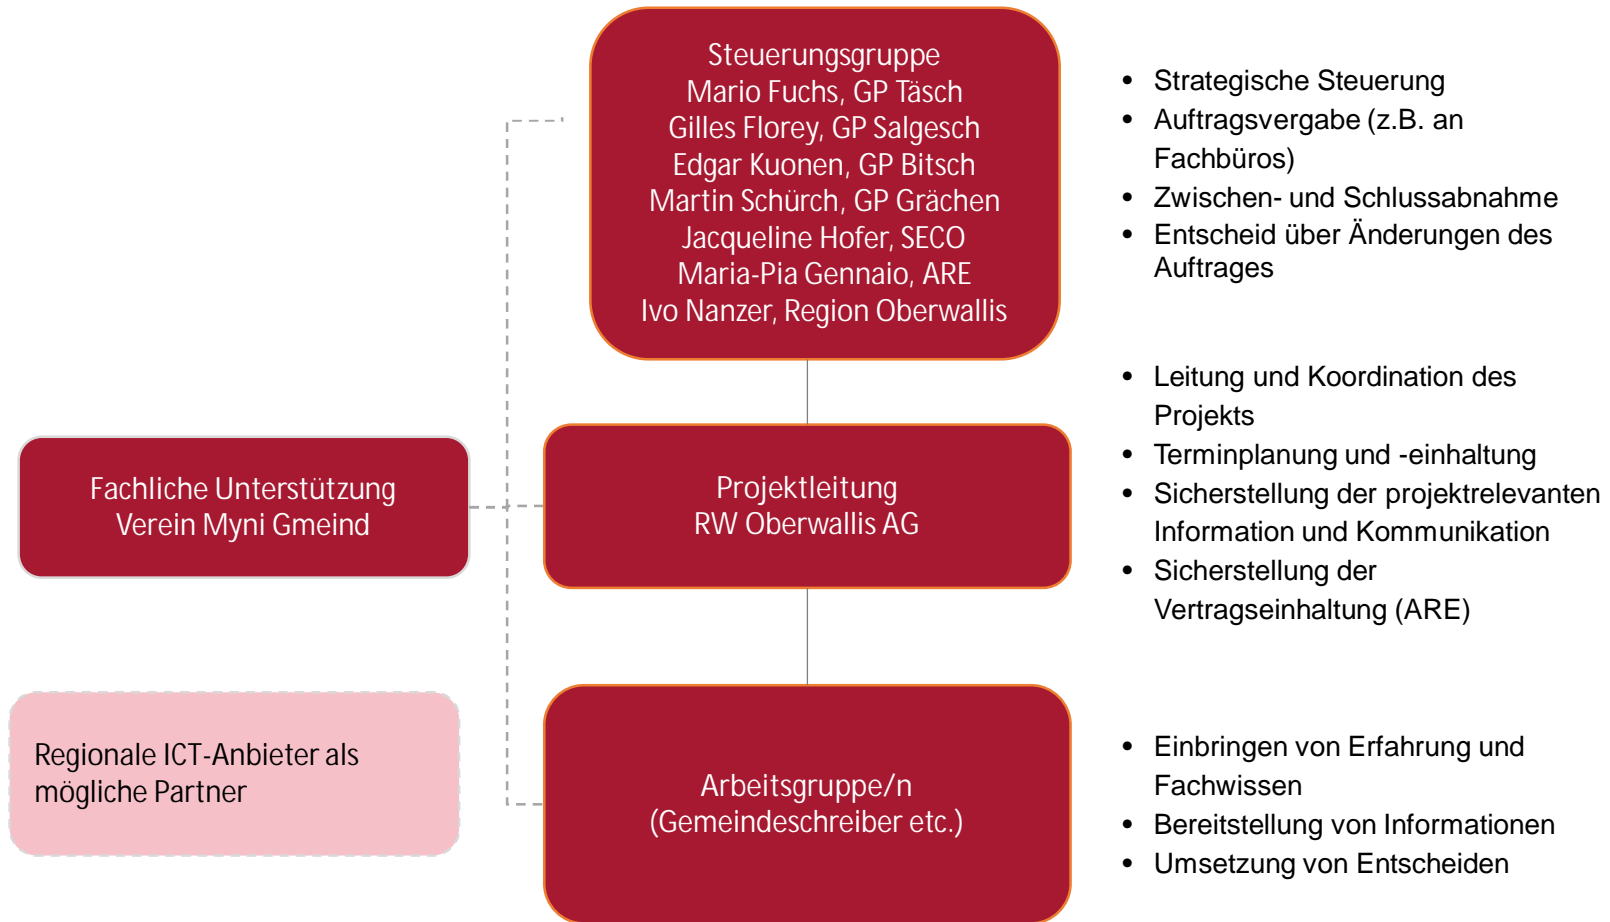 Steuerungsgruppe
Mario Fuchs, GP Täsch
Gilles Florey, GP Salgesch
Edgar Kuonen, GP Bitsch
Martin Schürch, GP Grächen
Jacqueline Hofer, SECO
Maria-Pia Gennaio, ARE
Ivo Nanzer, Region Oberwallis
• Strategische Steuerung
• Auftragsvergabe (z.B. an
Fachbüros)
• Zwischen- und Schlussabnahme
• Entscheid über Änderungen des
Auftrages
Fachliche Unterstützung
Verein Myni Gmeind
Projektleitung
RW Oberwallis AG
• Leitung und Koordination des
Projekts
• Terminplanung und -einhaltung
• Sicherstellung der projektrelevanten
Information und Kommunikation
• Sicherstellung der
Vertragseinhaltung (ARE)
Regionale ICT-Anbieter als
mögliche Partner
Arbeitsgruppe/n
(Gemeindeschreiber etc.)
• Einbringen von Erfahrung und
Fachwissen
• Bereitstellung von Informationen
• Umsetzung von Entscheiden